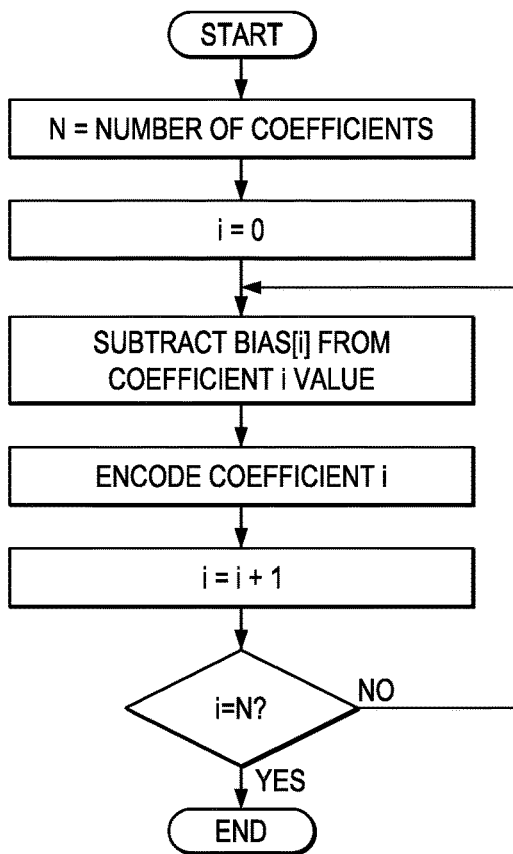 START
N = NUMBER OF COEFFICIENTS
i = 0
SUBTRACT BIAS[i] FROM
COEFFICIENT i VALUE
ENCODE COEFFICIENT i
i = i + 1
i=N?
NO
YES
END